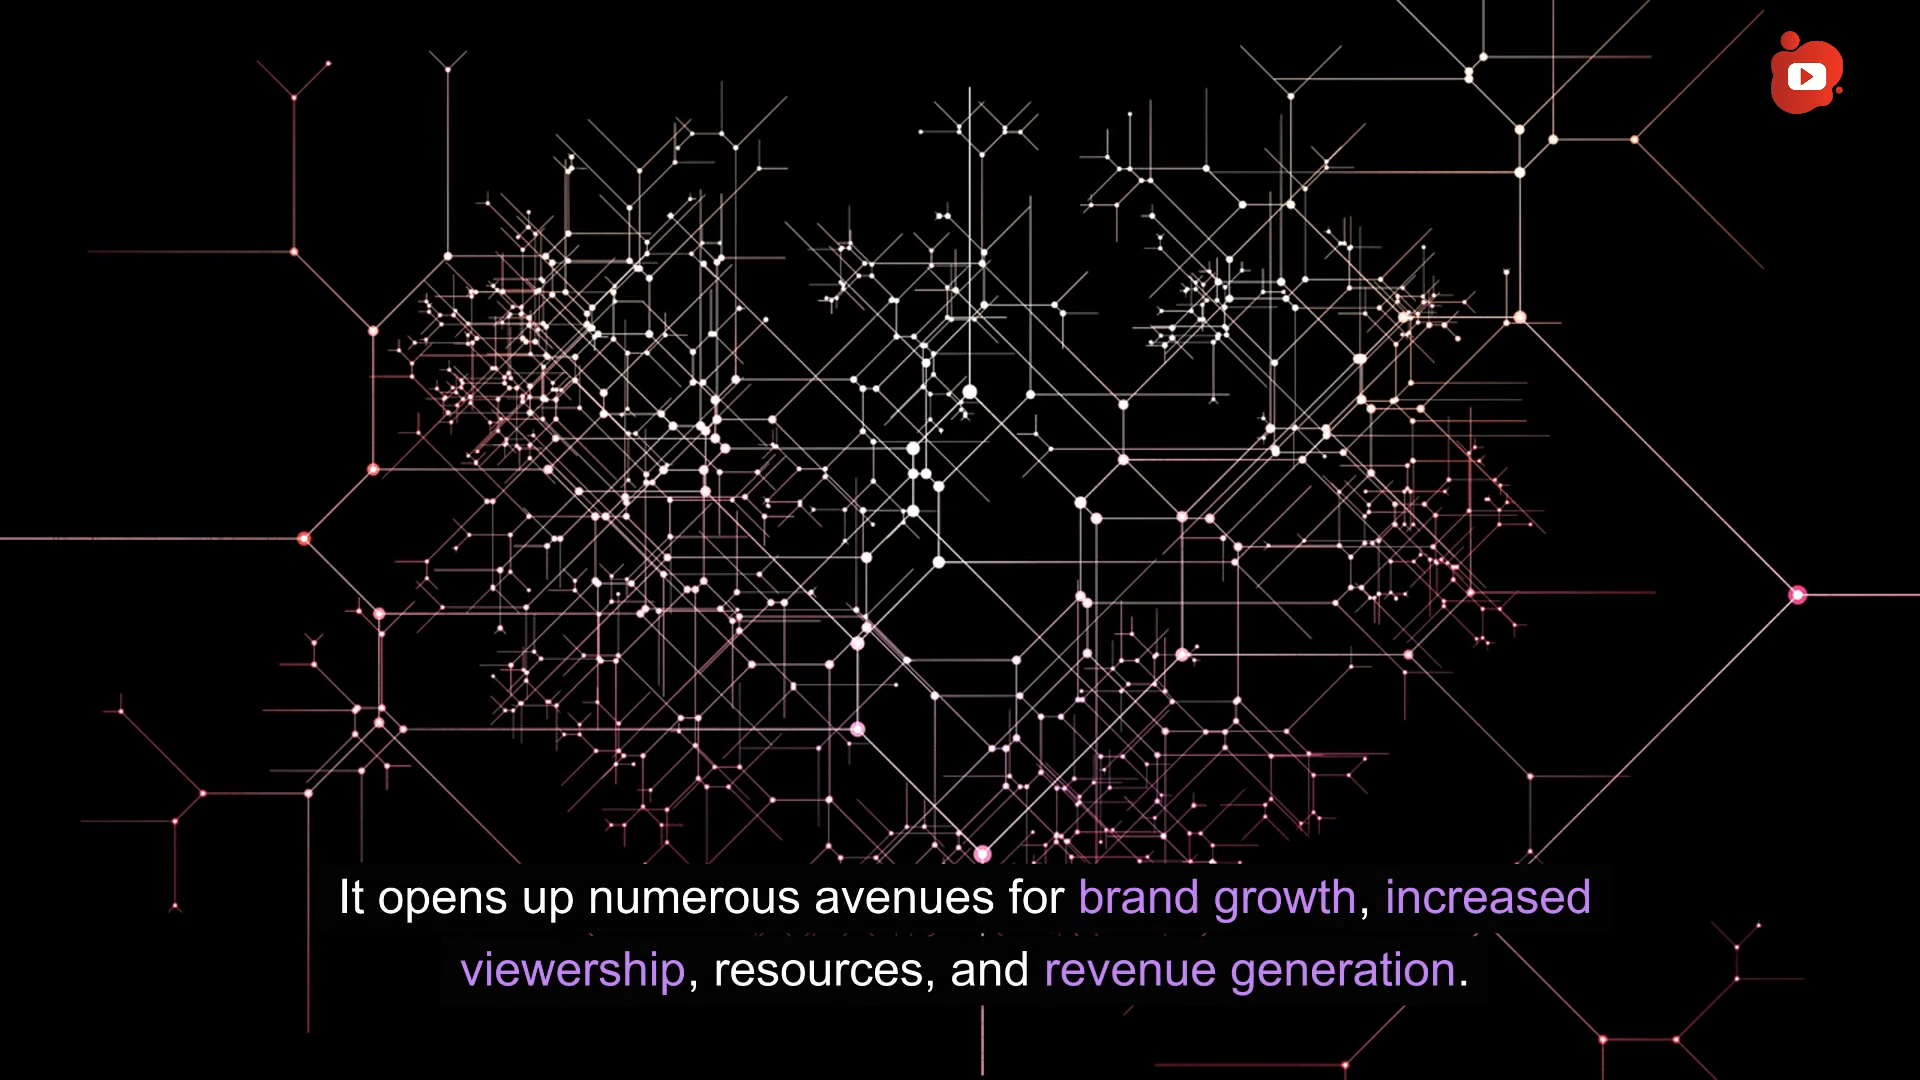 It opens up numerous avenues for brand growth, increased
viewership, resources, and revenue generation.